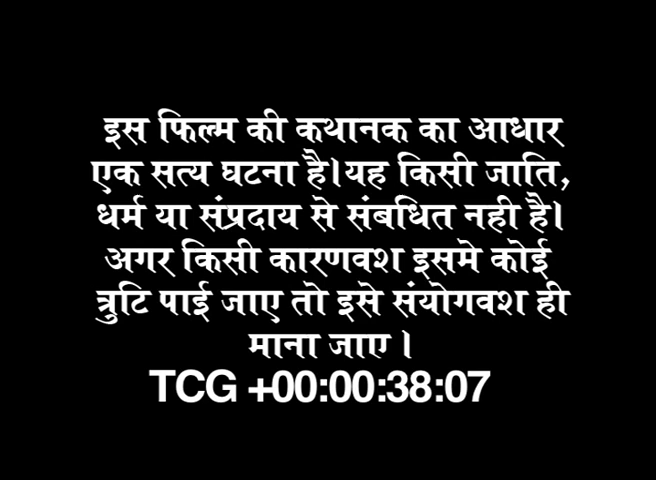 इस फिल्म की कथानक का आधार
एक सत्य घटना है।यह किसी जाति,
धर्म या संप्रदाय से संबधित नही है।
अगर किसी कारणवश इसमे कोई
त्रुटि पाई जाए तो इसे संयोगवश ही
माना जाए ।
TCG +00:00:38:07